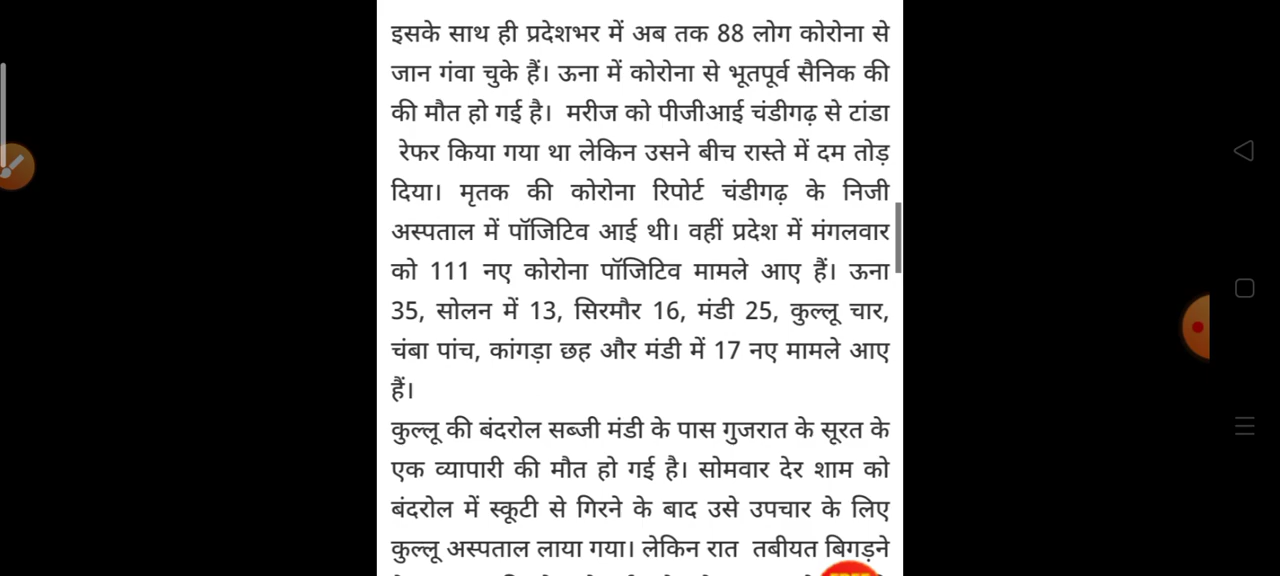 इसके साथ ही प्रदेशभर में अब तक 88 लोग कोरोना से
जान गंवा चुके हैं। ऊना में कोरोना से भूतपूर्व सैनिक की
की मौत हो गई है।  मरीज को पीजीआई चंडीगढ़ से टांडा
रेफर किया गया था लेकिन उसने बीच रास्ते में दम तोड़
दिया। मृतक की कोरोना रिपोर्ट चंडीगढ़ के निजी
अस्पताल में पॉजिटिव आई थी। वहीं प्रदेश में मंगलवार
को 111 नए कोरोना पॉजिटिव मामले आए हैं। ऊना
35, सोलन में 13, सिरमौर 16, मंडी 25, कुल्लू चार,
चंबा पांच, कांगड़ा छह और मंडी में 17 नए मामले आए
हैं।
कुल्लू की बंदरोल सब्जी मंडी के पास गुजरात के सूरत के
एक व्यापारी की मौत हो गई है। सोमवार देर शाम को
बंदरोल में स्कूटी से गिरने के बाद उसे उपचार के लिए
कुल्लू अस्पताल लाया गया। लेकिन रात  तबीयत बिगड़ने